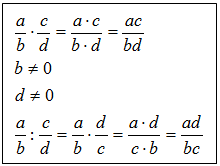 a/b · c/d = a · c/b · d = ac/bd
b ≠ 0
d ≠ 0
a/b : c/d = a/b · d/c = a · d/c · b = ad/bc